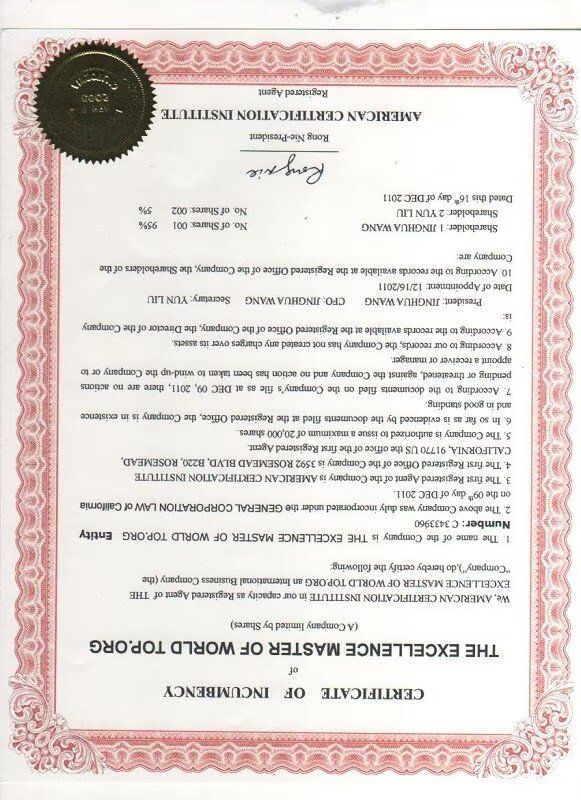 CERTIFICATE OF INCUMBENCY
of
THE EXCELLENCE MASTER OF WORLD TOP.ORG
(A Company limited by Shares)
We, AMERICAN CERTIFICATION INSTITUTE in our capacity as Registered Agent of THE
EXCELLENCE MASTER OF WORLD TOP.ORG an International Business Company (the
"Company"), do hereby certify the following:
1. The name of the Company is THE EXCELLENCE MASTER OF WORLD TOP.ORG Entity
Number: C 3433960
2. The above Company was duly incorporated under the GENERAL CORPORATION LAW of California
on the 09th day of DEC 2011
3. The first Registered Agent of the Company is AMERICAN CERTIFICATION INSTITUTE
4. The first Registered Office of the Company is 3592 ROSEMEAD BLVD, B220, ROSEMEAD,
CALIFORNIA, 91770 US the office of the first Registered Agent.
5. The Company is authorized to issue a maximum of 20,000 shares.
6. In so far as is evidenced by the documents filed at the Registered Office, the Company is in existence
and in good standing.
7. According to the documents filed on the Company's file as at DEC 09, 2011, there are no actions
pending or threatened, against the Company and no action has been taken to wind-up the Company or to
appoint a receiver or manager.
8. According to our records, the Company has not created any charges over its assets.
9. According to the records available at the Registered Office of the Company, the Director of the Company
is:
President: JINGHUA WANG CFO: JINGHUA WANG Secretary: YUN LIU
Date of Appointment: 12/16/2011
10. According to the records available at the Registered Office of the Company, the Shareholders of the
Company are:
Shareholder: 1 JINGHUA WANG No. of Shares: 001 95%
Shareholder: 2 YUN LIU No. of Shares: 002 5%
Dated this 16th day of DEC 2011
Rong Nie
Rong Nie-President
AMERICAN CERTIFICATION INSTITUTE
Registered Agent